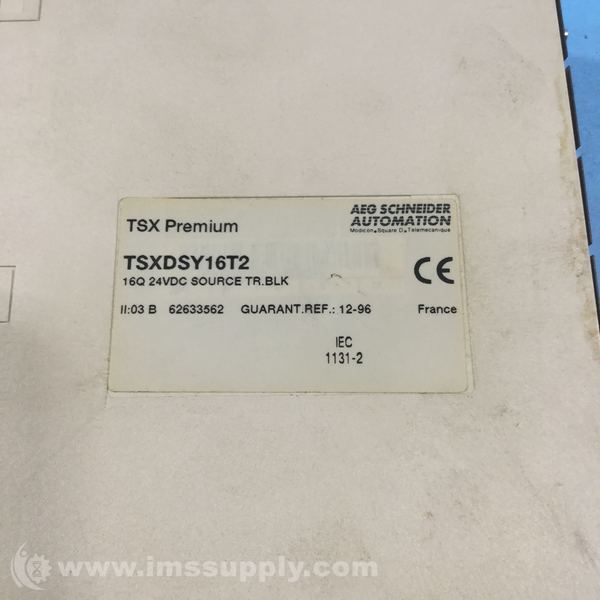 TSX Premium
AEG SCHNEIDER
AUTOMATION
Modicon ▪ Square D ▪ Telemecanique
TSXDSY16T2
16Q 24VDC SOURCE TR.BLK
CE
II:03 B 62633562 GUARANT.REF.: 12-96 France
IEC
1131-2
© www.imssupply.com